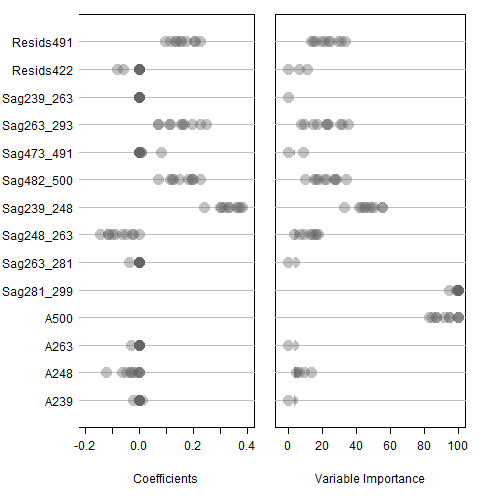 Resids491
Resids422
Sag239_263
Sag263_293
Sag473_491
Sag482_500
Sag239_248
Sag248_263
Sag263_281
Sag281_299
A500
A263
A248
A239
-0.2 0.0 0.2 0.4
0 20 40 60 80 100
Coefficients
Variable Importance